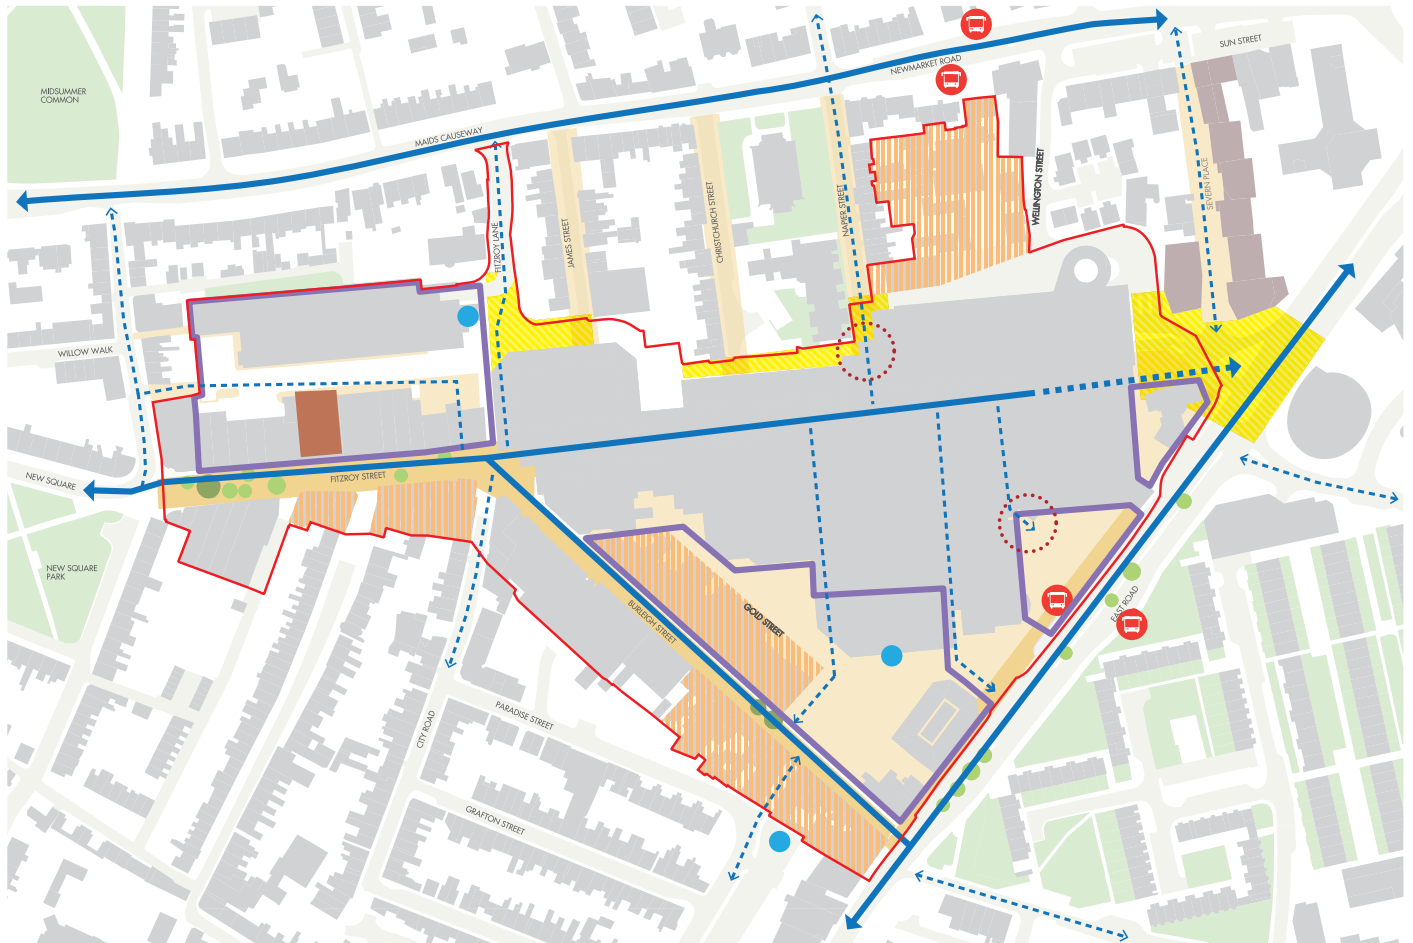 SUN STREET
NEWMARKET ROAD
MIDSUMMER
COMMON
MAIDS CAUSEWAY
WELLINGTON STREET
SEVERN PLACE
NAPIER STREET
CHRISTCHURCH STREET
JAMES STREET
FITZROY LANE
WILLOW WALK
FITZROY STREET
NEW SQUARE
NEW SQUARE
PARK
EAST ROAD
GOLD STREET
BURLEIGH STREET
PARADISE STREET
CITY ROAD
GRAFTON STREET